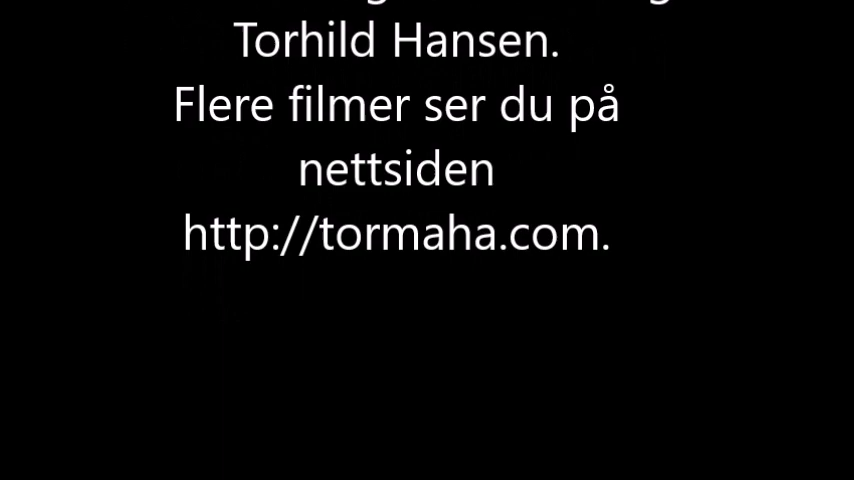 Torhild Hansen.
Flere filmer ser du på
nettsiden
http://tormaha.com.